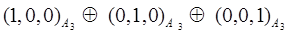 (1,0,0)_{A_3} ⊕ (0,1,0)_{A_3} ⊕ (0,0,1)_{A_3}